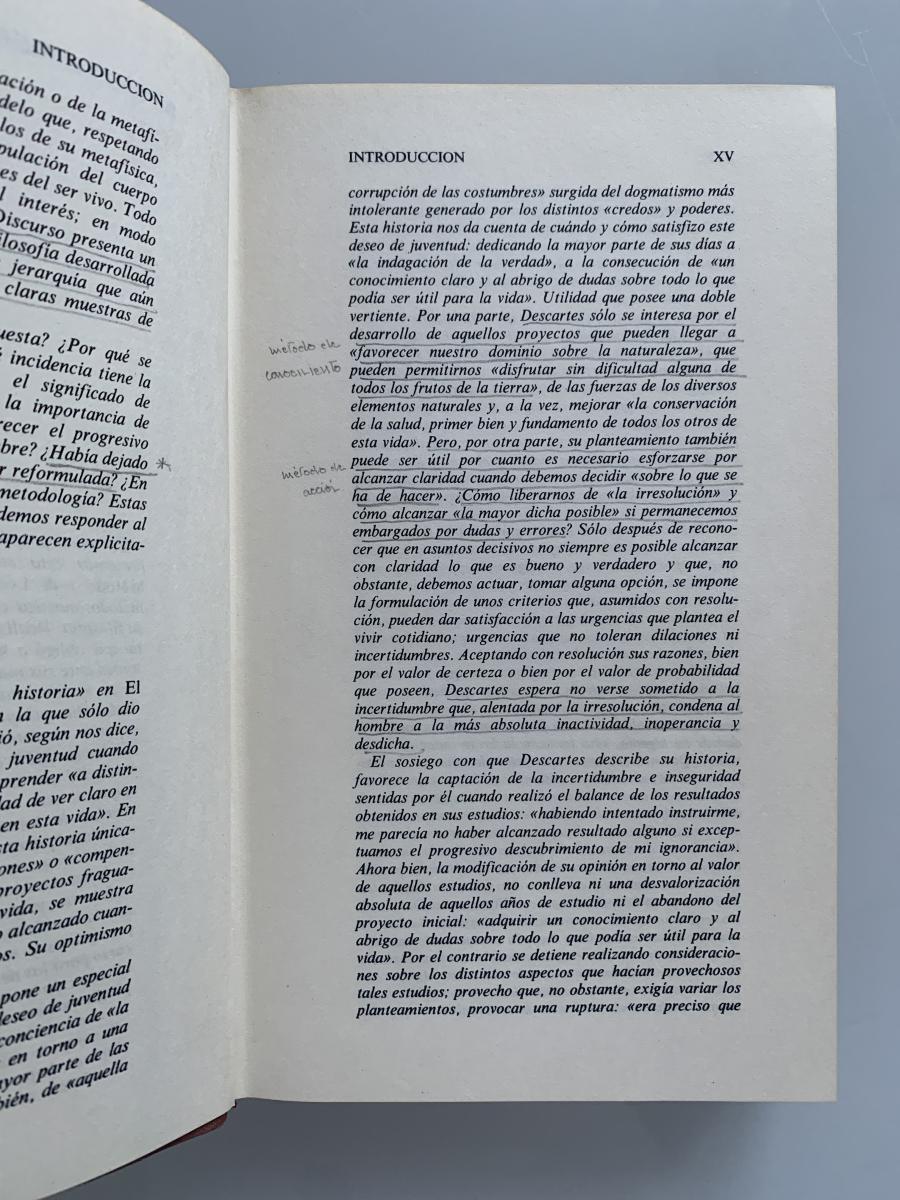 INTRODUCCION
ación o de la metafí-
delo que, respetando
los de su metafísica,
pulación del cuerpo
es del ser vivo. Todo
l interés; en modo
Discurso presenta un
ilosofía desarrollada
jerarquía que aún
claras muestras de
uesta? ¿Por qué se
é incidencia tiene la
el significado de
la importancia de
recer el progresivo
bre? ¿Había dejado *
r reformulada? ¿En
metodología? Estas
demos responder al
aparecen explicita-
historia» en El
n la que sólo dio
ió, según nos dice,
juventud cuando
prender «a distin-
dad de ver claro en
en esta vida». En
sta historia única-
ones» o «compen-
proyectos fragua-
vida, se muestra
o alcanzado cuan-
os. Su optimismo
pone un especial
deseo de juventud
conciencia de «la
en torno a una
ayor parte de las
bién, de «aquella
INTRODUCCION XV
corrupción de las costumbres» surgida del dogmatismo más
intolerante generado por los distintos «credos» y poderes.
Esta historia nos da cuenta de cuándo y cómo satisfizo este
deseo de juventud: dedicando la mayor parte de sus días a
«la indagación de la verdad», a la consecución de «un
conocimiento claro y al abrigo de dudas sobre todo lo que
podía ser útil para la vida». Utilidad que posee una doble
vertiente. Por una parte, Descartes sólo se interesa por el
desarrollo de aquellos proyectos que pueden llegar a
«favorecer nuestro dominio sobre la naturaleza», que
pueden permitirnos «disfrutar sin dificultad alguna de
todos los frutos de la tierra», de las fuerzas de los diversos
elementos naturales y, a la vez, mejorar «la conservación
de la salud, primer bien y fundamento de todos los otros de
esta vida». Pero, por otra parte, su planteamiento también
puede ser útil por cuanto es necesario esforzarse por
alcanzar claridad cuando debemos decidir «sobre lo que se
ha de hacer». ¿Cómo liberarnos de «la irresolución» y
cómo alcanzar «la mayor dicha posible» si permanecemos
embargados por dudas y errores? Sólo después de recono-
cer que en asuntos decisivos no siempre es posible alcanzar
con claridad lo que es bueno y verdadero y que, no
obstante, debemos actuar, tomar alguna opción, se impone
la formulación de unos criterios que, asumidos con resolu-
ción, pueden dar satisfacción a las urgencias que plantea el
vivir cotidiano; urgencias que no toleran dilaciones ni
incertidumbres. Aceptando con resolución sus razones, bien
por el valor de certeza o bien por el valor de probabilidad
que poseen, Descartes espera no verse sometido a la
incertidumbre que, alentada por la irresolución, condena al
hombre a la más absoluta inactividad, inoperancia y
desdicha.
El sosiego con que Descartes describe su historia,
favorece la captación de la incertidumbre e inseguridad
sentidas por él cuando realizó el balance de los resultados
obtenidos en sus estudios: «habiendo intentado instruirme,
me parecía no haber alcanzado resultado alguno si excep-
tuamos el progresivo descubrimiento de mi ignorancia».
Ahora bien, la modificación de su opinión en torno al valor
de aquellos estudios, no conlleva ni una desvalorización
absoluta de aquellos años de estudio ni el abandono del
proyecto inicial: «adquirir un conocimiento claro y al
abrigo de dudas sobre todo lo que podía ser útil para la
vida». Por el contrario se detiene realizando consideracio-
nes sobre los distintos aspectos que hacían provechosos
tales estudios; provecho que, no obstante, exigía variar los
planteamientos, provocar una ruptura: «era preciso que
método de
conocimiento
método de
acción